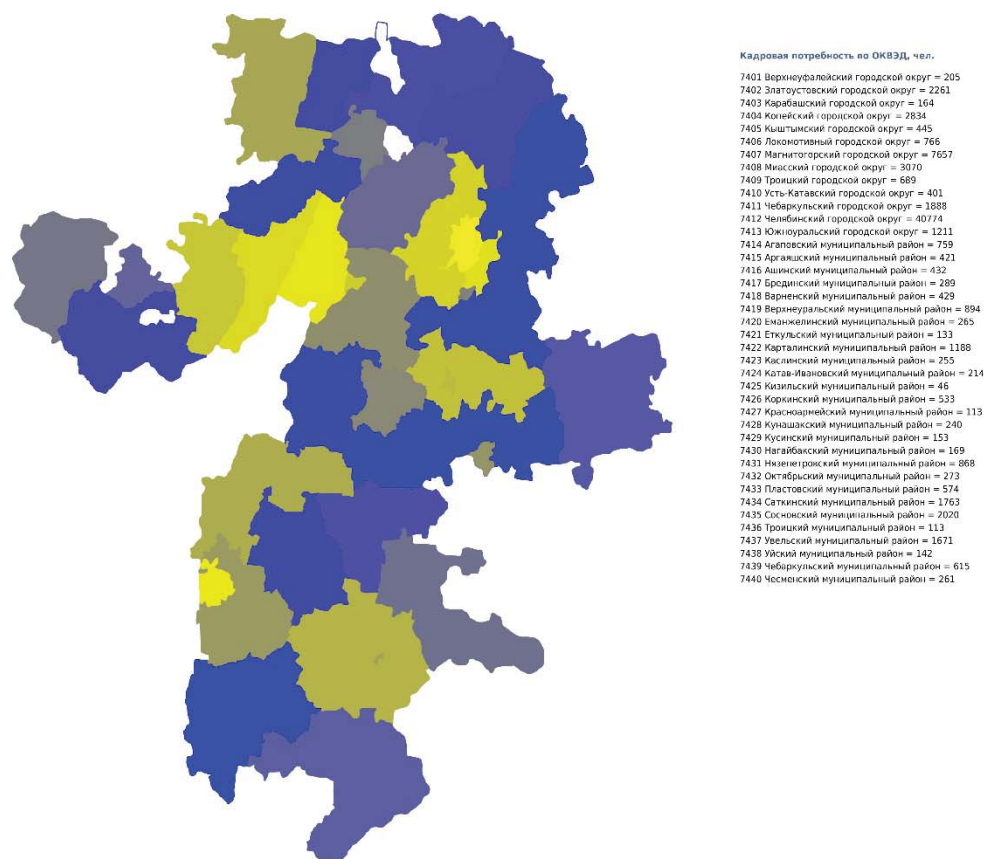 Кадровая потребность по ОКВЭД, чел.
7401 Верхнеуфалейский городской округ = 205
7402 Златоустовский городской округ = 2261
7403 Карабашский городской округ = 164
7404 Копейский городской округ = 2834
7405 Кыштымский городской округ = 445
7406 Локомотивный городской округ = 766
7407 Магнитогорский городской округ = 7657
7408 Миасский городской округ = 3070
7409 Троицкий городской округ = 689
7410 Усть-Катавский городской округ = 401
7411 Чебаркульский городской округ = 1888
7412 Челябинский городской округ = 40774
7413 Южноуральский городской округ = 1211
7414 Агаповский муниципальный район = 759
7415 Аргаяшский муниципальный район = 421
7416 Ашинский муниципальный район = 432
7417 Брединский муниципальный район = 289
7418 Варненский муниципальный район = 429
7419 Верхнеуральский муниципальный район = 894
7420 Еманжелинский муниципальный район = 265
7421 Еткульский муниципальный район = 133
7422 Карталинский муниципальный район = 1188
7423 Каслинский муниципальный район = 255
7424 Катав-Ивановский муниципальный район = 214
7425 Кизильский муниципальный район = 46
7426 Коркинский муниципальный район = 533
7427 Красноармейский муниципальный район = 113
7428 Кунашакский муниципальный район = 240
7429 Кусинский муниципальный район = 153
7430 Нагайбакский муниципальный район = 169
7431 Нязепетровский муниципальный район = 868
7432 Октябрьский муниципальный район = 273
7433 Пластовский муниципальный район = 574
7434 Саткинский муниципальный район = 1763
7435 Сосновский муниципальный район = 2020
7436 Троицкий муниципальный район = 113
7437 Увельский муниципальный район = 1671
7438 Уйский муниципальный район = 142
7439 Чебаркульский муниципальный район = 615
7440 Чесменский муниципальный район = 261